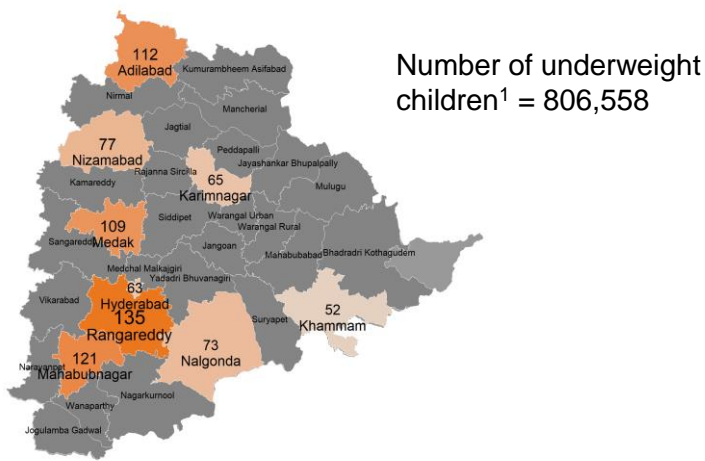 112
Adilabad
Kumurambheem Asifabad
Number of underweight
children¹ = 806,558
Nirmal
Mancherial
Jagtial
77
Nizamabad
Peddapalli
Jayashankar Bhupalpally
Rajanna Sircilla
65
Karimnagar
Kamareddy
Mulugu
109
Medak
Siddipet
Warangal Urban
Warangal Rural
Sangareddy
Jangoan
Mahabubabad
Bhadradri Kothagudem
Medchal Malkajgiri
Yadadri Bhuvanagiri
63
Hyderabad
Vikarabad
135
Rangareddy
Suryapet
52
Khammam
73
Nalgonda
Narayanpet
121
Mahabubnagar
Nagarkurnool
Wanaparthy
Jogulamba Gadwal